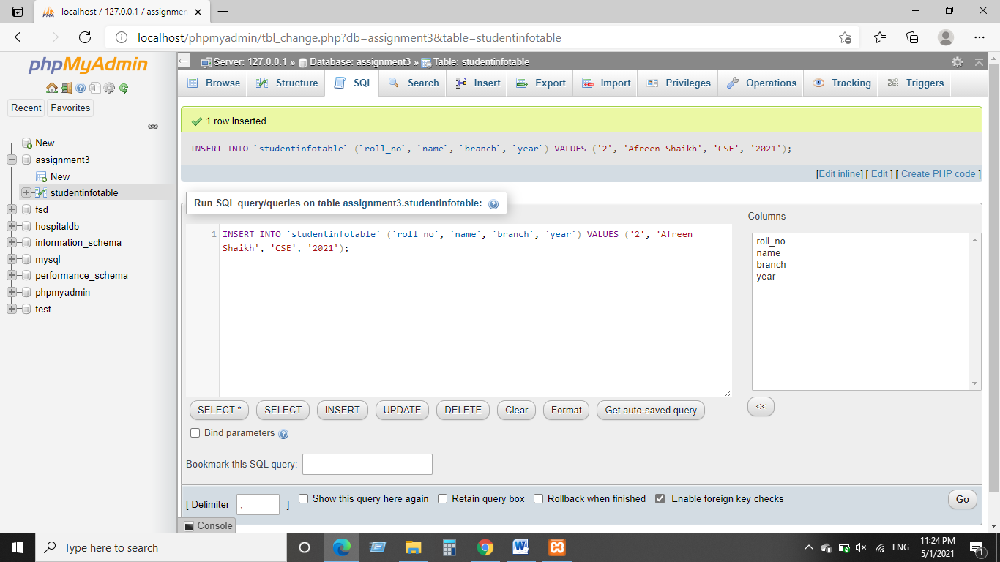 localhost / 127.0.0.1 / assignmen
localhost/phpmyadmin/tbl_change.php?db=assignment3&table=studentinfotable
phpMyAdmin
Recent Favorites
New
assignment3
New
studentinfotable
fsd
hospitaldb
information_schema
mysql
performance_schema
phpmyadmin
test
Server: 127.0.0.1 » Database: assignment3 » Table: studentinfotable
Browse Structure SQL Search Insert Export Import Privileges Operations Tracking Triggers
1 row inserted.
INSERT INTO `studentinfotable` (`roll_no`, `name`, `branch`, `year`) VALUES ('2', 'Afreen Shaikh', 'CSE', '2021');
[Edit inline] [ Edit ] [ Create PHP code ]
Run SQL query/queries on table assignment3.studentinfotable:
1 INSERT INTO `studentinfotable` (`roll_no`, `name`, `branch`, `year`) VALUES ('2', 'Afreen
Shaikh', 'CSE', '2021');
Columns
roll_no
name
branch
year
SELECT * SELECT INSERT UPDATE DELETE Clear Format Get auto-saved query
<<
Bind parameters
Bookmark this SQL query:
[ Delimiter ; ] Show this query here again Retain query box Rollback when finished Enable foreign key checks Go
Console
Type here to search
ENG
11:24 PM
5/1/2021
1